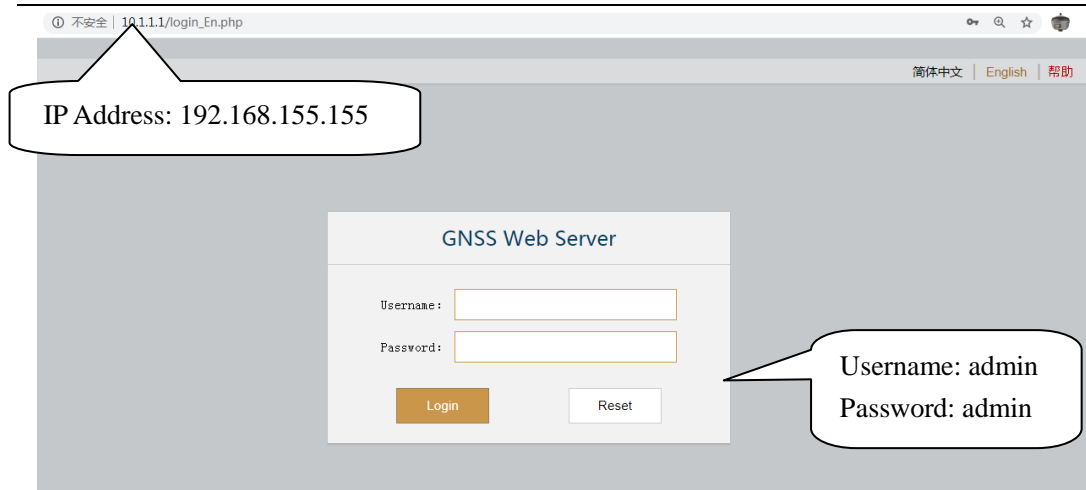 不安全 | 10.1.1.1/login_En.php
简体中文 | English | 帮助
IP Address: 192.168.155.155
GNSS Web Server
Username:
Password:
Login Reset
Username: admin
Password: admin